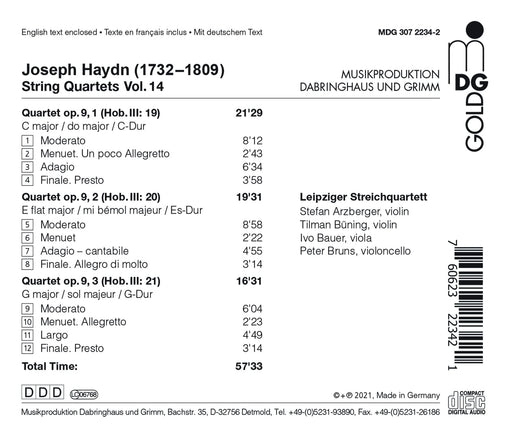 English text enclosed • Texte en français inclus • Mit deutschem Text
MDG 307 2234-2
Joseph Haydn (1732–1809)
String Quartets Vol. 14
MUSIKPRODUKTION
DABRINGHAUS UND GRIMM
m
DG
GOLD
Quartet op. 9, 1 (Hob. III: 19) 21'29
C major / do major / C-Dur
1 Moderato 8'12
2 Menuet. Un poco Allegretto 2'43
3 Adagio 6'34
4 Finale. Presto 3'58
Quartet op. 9, 2 (Hob. III: 20) 19'31
E flat major / mi bémol majeur / Es-Dur
5 Moderato 8'58
6 Menuet 2'22
7 Adagio – cantabile 4'55
8 Finale. Allegro di molto 3'14
Quartet op. 9, 3 (Hob. III: 21) 16'31
G major / sol majeur / G-Dur
9 Moderato 6'04
10 Menuet. Allegretto 2'23
11 Largo 4'49
12 Finale. Presto 3'14
Total Time: 57'33
Leipziger Streichquartett
Stefan Arzberger, violin
Tilman Büning, violin
Ivo Bauer, viola
Peter Bruns, violoncello
7 60623 22342 1
D D D LC06768
©+℗ 2021, Made in Germany
COMPACT
disc
DIGITAL AUDIO
Musikproduktion Dabringhaus und Grimm, Bachstr. 35, D-32756 Detmold, Tel. +49-(0)5231-93890, Fax. +49-(0)5231-26186